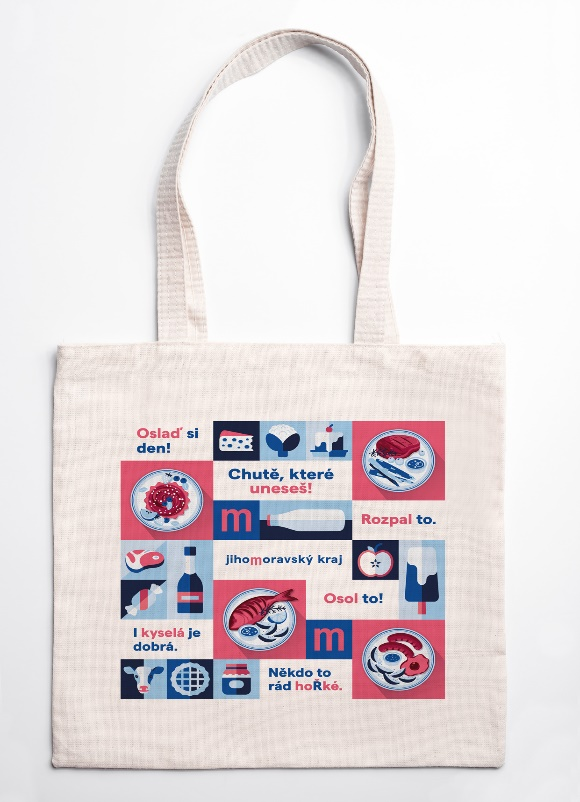 Oslaď si
den!
Chutě, které
uneseš!
m
Rozpal to.
jihomoravský kraj
Osol to!
I kyselá je
dobrá.
m
Někdo to
rád hoŘké.